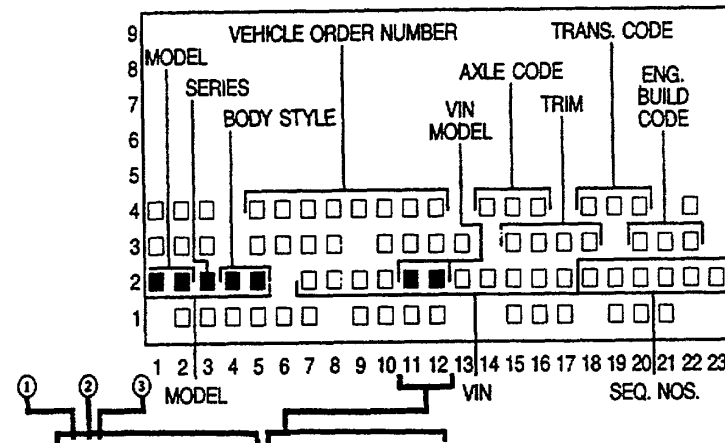 9 VEHICLE ORDER NUMBER TRANS. CODE
MODEL
8 AXLE CODE ENG.
SERIES BUILD
7 VIN TRIM CODE
BODY STYLE MODEL
6
5
4
3
2
1
1 2 3 4 5 6 7 8 9 10 11 12 13 14 15 16 17 18 19 20 21 22 23
1 2 3 MODEL VIN SEQ. NOS.